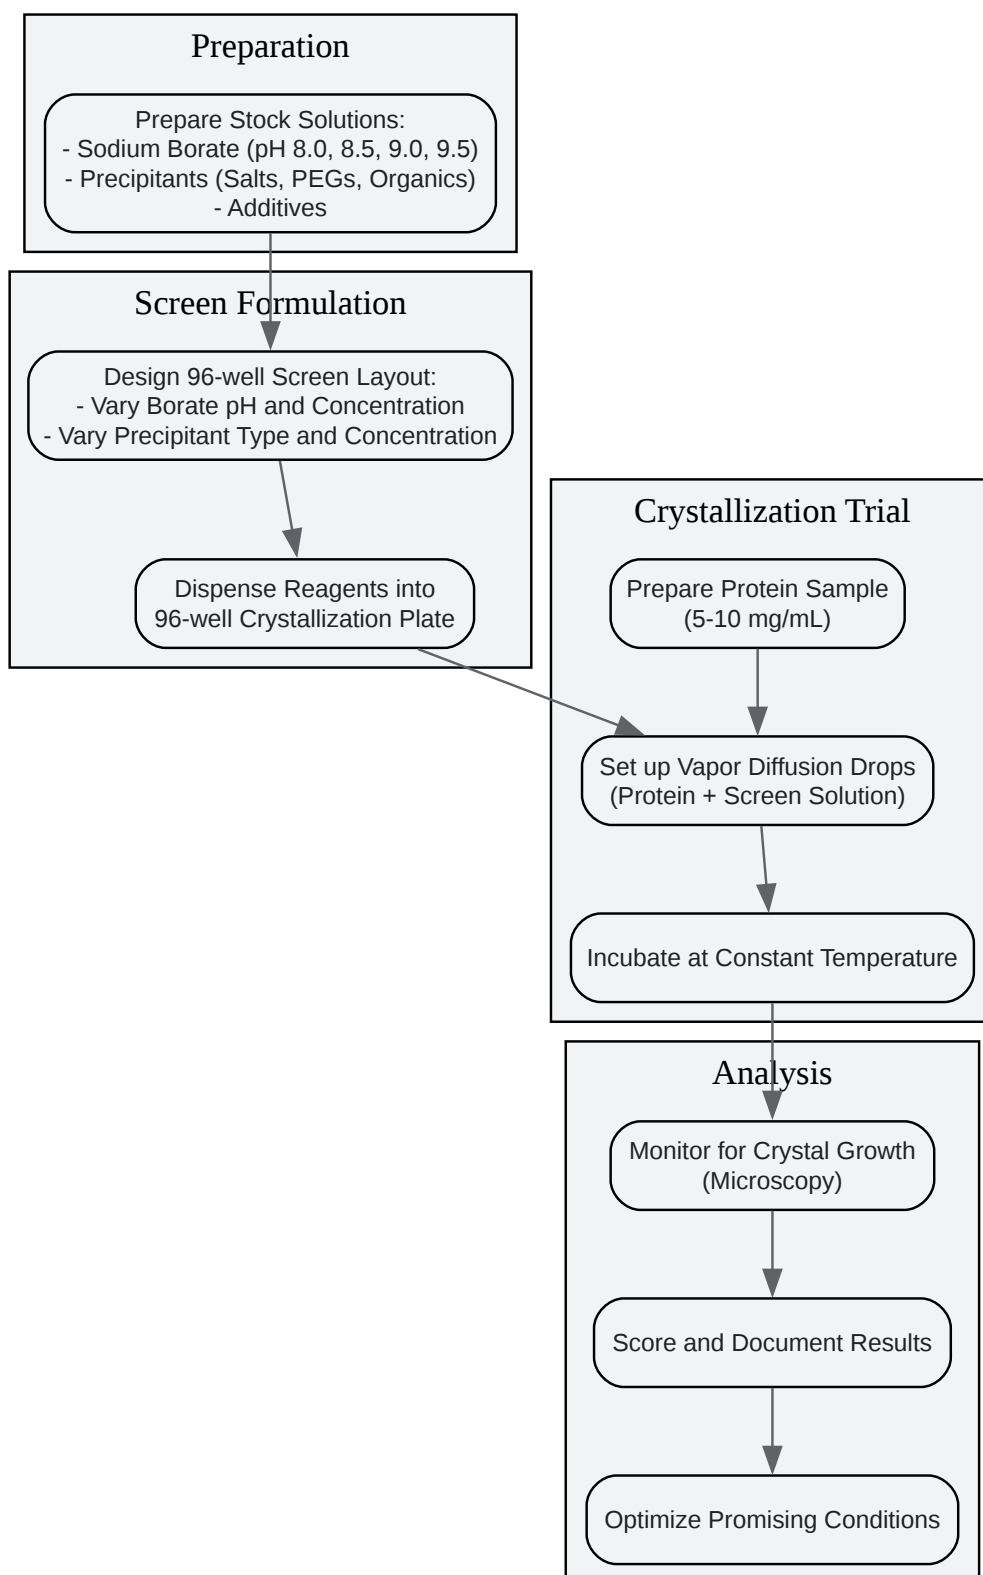 Preparation
Prepare Stock Solutions:
- Sodium Borate (pH 8.0, 8.5, 9.0, 9.5)
- Precipitants (Salts, PEGs, Organics)
- Additives
Screen Formulation
Design 96-well Screen Layout:
- Vary Borate pH and Concentration
- Vary Precipitant Type and Concentration
Dispense Reagents into
96-well Crystallization Plate
Crystallization Trial
Prepare Protein Sample
(5-10 mg/mL)
Set up Vapor Diffusion Drops
(Protein + Screen Solution)
Incubate at Constant Temperature
Analysis
Monitor for Crystal Growth
(Microscopy)
Score and Document Results
Optimize Promising Conditions